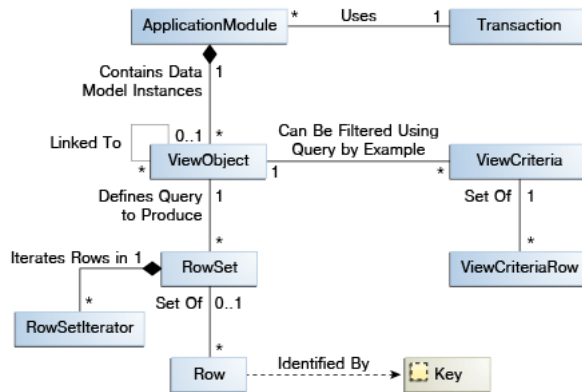 ApplicationModule
*
Uses
1
Transaction
Contains Data
Model Instances
1
Linked To
0..1
*
*
ViewObject
1
Can Be Filtered Using
Query by Example
*
ViewCriteria
Defines Query
to Produce
1
*
Set Of
1
*
ViewCriteriaRow
Iterates Rows in
1
RowSet
*
RowSetIterator
Set Of
0..1
*
Row
Identified By
Key